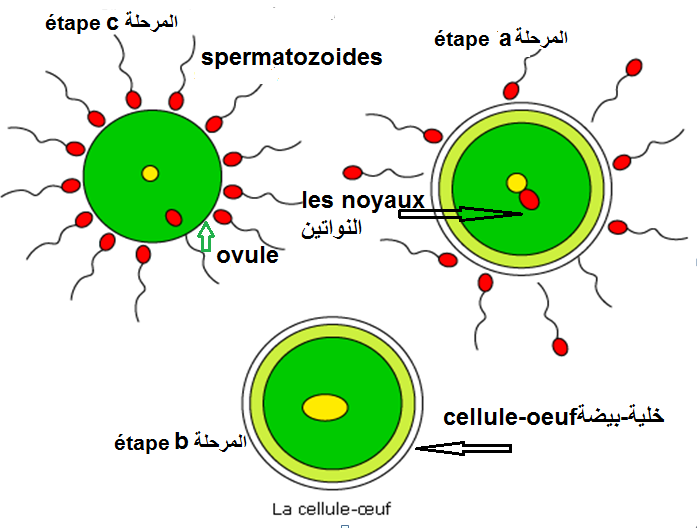 étape c المرحلة
spermatozoides
étape a المرحلة
les noyaux
النواتين
ovule
cellule-oeuf خلية-بيضة
étape b المرحلة
La cellule-œuf